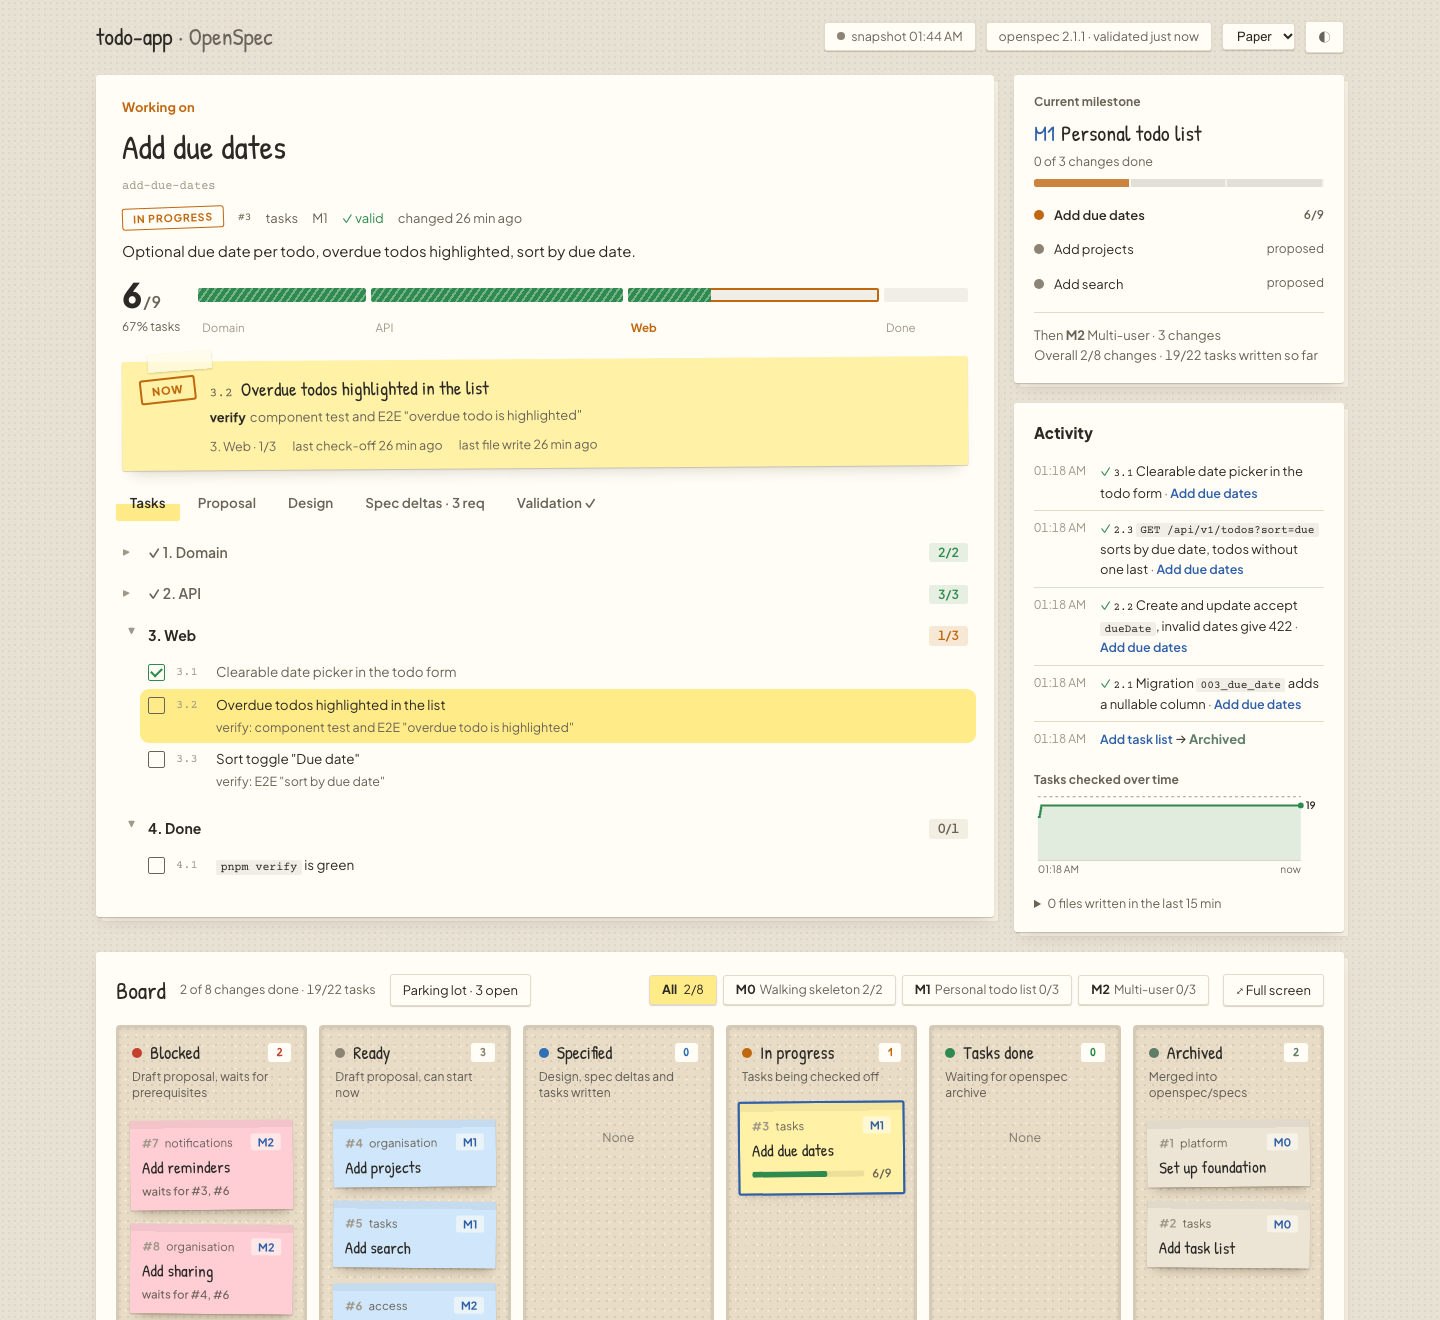 todo-app · OpenSpec
snapshot 01:44 AM
openspec 2.1.1 · validated just now
Paper
Working on
Add due dates
add-due-dates
IN PROGRESS #3 tasks M1 ✓ valid changed 26 min ago
Optional due date per todo, overdue todos highlighted, sort by due date.
6/9
67% tasks
Domain API Web Done
NOW
3.2 Overdue todos highlighted in the list
verify component test and E2E "overdue todo is highlighted"
3. Web · 1/3 last check-off 26 min ago last file write 26 min ago
Tasks Proposal Design Spec deltas · 3 req Validation ✓
✓ 1. Domain 2/2
✓ 2. API 3/3
3. Web 1/3
3.1 Clearable date picker in the todo form
3.2 Overdue todos highlighted in the list
verify: component test and E2E "overdue todo is highlighted"
3.3 Sort toggle "Due date"
verify: E2E "sort by due date"
4. Done 0/1
4.1 pnpm verify is green
Current milestone
M1 Personal todo list
0 of 3 changes done
Add due dates 6/9
Add projects proposed
Add search proposed
Then M2 Multi-user · 3 changes
Overall 2/8 changes · 19/22 tasks written so far
Activity
01:18 AM ✓ 3.1 Clearable date picker in the
todo form · Add due dates
01:18 AM ✓ 2.3 GET /api/v1/todos?sort=due
sorts by due date, todos without
one last · Add due dates
01:18 AM ✓ 2.2 Create and update accept
dueDate, invalid dates give 422 ·
Add due dates
01:18 AM ✓ 2.1 Migration 003_due_date adds
a nullable column · Add due dates
01:18 AM Add task list → Archived
Tasks checked over time
19
01:18 AM now
0 files written in the last 15 min
Board 2 of 8 changes done · 19/22 tasks
Parking lot · 3 open
All 2/8
M0 Walking skeleton 2/2
M1 Personal todo list 0/3
M2 Multi-user 0/3
Full screen
Blocked 2
Draft proposal, waits for
prerequisites
#7 notifications M2
Add reminders
waits for #3, #6
#8 organisation M2
Add sharing
waits for #4, #6
Ready 3
Draft proposal, can start
now
#4 organisation M1
Add projects
#5 tasks M1
Add search
#6 access M2
Specified 0
Design, spec deltas and
tasks written
None
In progress 1
Tasks being checked off
#3 tasks M1
Add due dates
6/9
Tasks done 0
Waiting for openspec
archive
None
Archived 2
Merged into
openspec/specs
#1 platform M0
Set up foundation
#2 tasks M0
Add task list